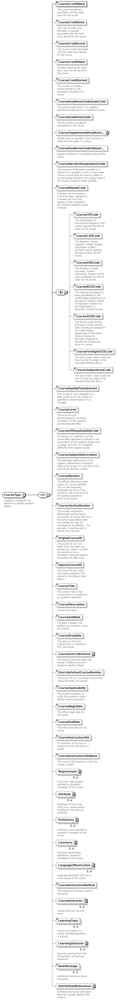 CourseCreditBasis
The type of enrollment
associated with the credit
hours for the course.
CourseCreditUnits
The type of credit (unit,
semester, or quarter)
associated with the credit
hours earned for the course.
CourseCreditLevel
The level of credit associated
with the credit hours earned
for the course.
CourseCreditValue
Number indicating the credit
hours that may be earned in
the course.
CourseCreditEarned
The number of credits a
student earned by the
successful completion of a
course.
CourseAcademicGradeScaleCode
The grading scale used by an academic
educational institution for an academic course.
CourseAcademicGrade
The final grade awarded for
participation in the course.
CourseSupplementalAcademic...
Grades that are reported, which combine to
make the final grade in a course.
CourseAcademicGradeStatusC...
Special enrollment or completion status of this
course
CourseNarrativeExplanationGrade
The narrative of the grade awarded to a
student in an academic course in those cases
where a course does not receive a letter or
numeric grade included in the grading scale of
the Course Academic Grade Qualifier.
CourseRepeatCode
Indicates that an academic
course has been repeated by
a student and how that
repeat is to be computed in
the student's academic grade
average.
CourseCIPCode
The Classification of
Instructional Programs (CIP)
code to describe the area of
study for the course.
CourseCSISCode
The Statistics Canada
Canadian College Student
Information System
(CCSIS) code to describe
the area of study for the
course.
CourseUSISCode
The Statistics Canada
University Student
Information System (USIS)
code to describe the area of
study for the course.
CourseNCESCode
The code set developed (or
being developed) by the
United States Department of
Education's National Center
for Education Statistics for
the Classification of
Secondary School Courses
CourseSCEDCode
The School Codes for the
Exchange of Data (SCED)
code set being developed for
the United States
Department of Education's
National Center for
Education Statistics to
describe the content and
level of a course
CourseFiveDigitSCEDCode
This set of code values is derived
from the first five digits of the
CourseSCEDCode above.
CourseSubjectAreaCode
This set of code values is derived
from the first two digits of the
CourseSCEDCode above.
CourseQualityPointsEarned
The numerical value assigned to a
letter grade to provide a basis of
quantitative determination of an
average.
CourseLevel
The level of work
demonstrated by successful
completion of the academic
course being described
CourseGPAApplicabilityCode
An indicator of whether or not this
course being described is included in the
computation of the student's Grade Point
Average, and if so, if it weighted
differently from regular courses.
CourseSubjectAbbreviation
The alphabetic abbreviation of the
academic department or discipline
offering the course. It is one part of the
total course identifier number.
CourseNumber
The official reference number
portion of a course identifier.
This number frequently
designates the level of the
course as well as the level of
the student expected to
enroll in the course
CourseType
Academic coursework not
related to a specific academic
session.
CourseSectionNumber
The number assigned to
differentiate among distinct
occurrences of courses that have
the same course abbreviation
and number but may be
considered to be different . For
example, it could be used to
identify the instructor.
OriginalCourseID
The course ID as it was
listed when the credit was
earned (e.g. before a system
conversion) to show
consistency between present
transcripts and older ones.
AgencyCourseID
The course ID that might
have been assigned to this
course by the state or other
agency
CourseTitle
The name or title of the
course taken by a student at
an academic institution.
CourseDescription
Course Description
CourseAddDate
The date a student was
added to an academic course
at a school.
CourseDropDate
The date on which the
student drops or withdraws
from the course.
CourseOverrideSchool
The school where the credit was
earned if different from the
Academic Session School
OverrideSchoolCourseNumber
The course ID as it was listed at the school
where the credit was earned
CourseApplicability
The academic program to
which this academic course
applies toward graduation.
CourseBeginDate
The official begin date for
this course
CourseEndDate
The official end date for this
course
CourseInstructionSite
An indication of the type of
location at which the course is
taught.
CourseInstructionSiteName
The name of the location at which the
course is taught.
Requirement
0..∞
Curriculum requirements
satisfied by successful
completion of this course
Attribute
0..∞
Attributes of this course
which may require special
handling by the receiving
institution
Proficiency
0..∞
Proficiency level signified by
successful completion of this
course
Licensure
0..∞
Licensure requirements
satisfied by successful
completion of this course
LanguageOfInstruction
0..∞
Language associated with one or
more aspects of the course
CourseInstructionMethod
The method of instruction used for
the course
CourseInstructor
0..∞
Course instructor title and
name
LearningTopic
0..∞
Topics to be taught in a
course, learning experience
or training
LearningOutcome
0..∞
Learning outcomes from the
course taken and learning
experience
NoteMessage
0..∞
Additional information about
the course
UserDefinedExtensions
Additional structured information.
Requires mutually defined XML
schema.